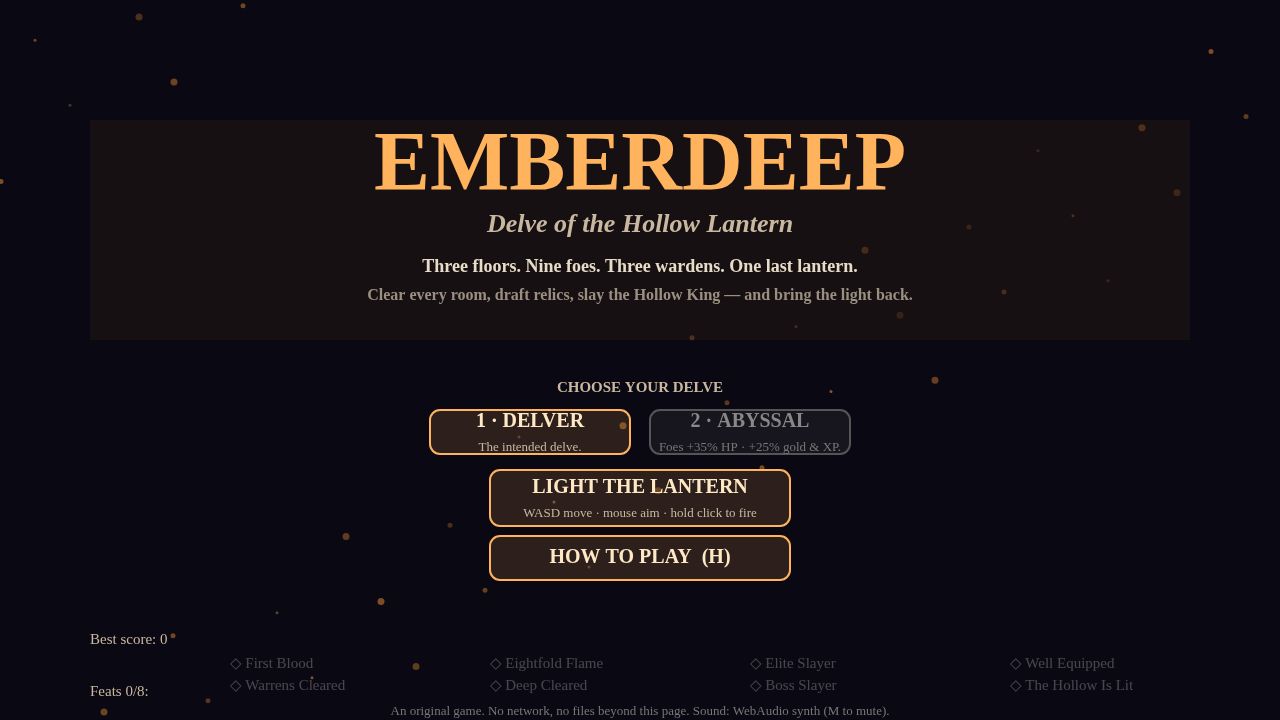 EMBERDEEP
Delve of the Hollow Lantern
Three floors. Nine foes. Three wardens. One last lantern.
Clear every room, draft relics, slay the Hollow King — and bring the light back.
CHOOSE YOUR DELVE
1 · DELVER
The intended delve.
2 · ABYSSAL
Foes +35% HP · +25% gold & XP.
LIGHT THE LANTERN
WASD move · mouse aim · hold click to fire
HOW TO PLAY (H)
Best score: 0
◇ First Blood ◇ Eightfold Flame ◇ Elite Slayer ◇ Well Equipped
Feats 0/8: ◇ Warrens Cleared ◇ Deep Cleared ◇ Boss Slayer ◇ The Hollow Is Lit
An original game. No network, no files beyond this page. Sound: WebAudio synth (M to mute).